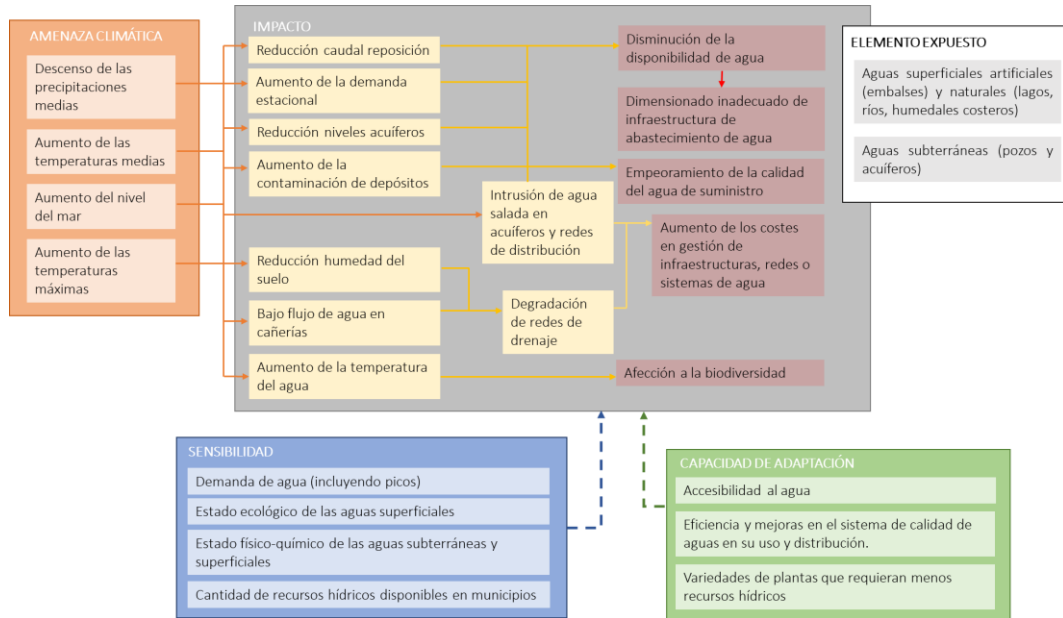 AMENAZA CLIMÁTICA
Descenso de las
precipitaciones
medias
Aumento de las
temperaturas medias
Aumento del nivel
del mar
Aumento de las
temperaturas
máximas
IMPACTO
Reducción caudal reposición
Aumento de la demanda
estacional
Reducción niveles acuíferos
Aumento de la
contaminación de depósitos
Reducción humedad del
suelo
Bajo flujo de agua en
cañerías
Aumento de la temperatura
del agua
Intrusión de agua
salada en
acuíferos y redes
de distribución
Degradación
de redes de
drenaje
Disminución de la
disponibilidad de agua
Dimensionado inadecuado de
infraestructura de
abastecimiento de agua
Empeoramiento de la calidad
del agua de suministro
Aumento de los costes
en gestión de
infraestructuras, redes o
sistemas de agua
Afección a la biodiversidad
ELEMENTO EXPUESTO
Aguas superficiales artificiales
(embalses) y naturales (lagos,
ríos, humedales costeros)
Aguas subterráneas (pozos y
acuíferos)
SENSIBILIDAD
Demanda de agua (incluyendo picos)
Estado ecológico de las aguas superficiales
Estado físico-químico de las aguas subterráneas y
superficiales
Cantidad de recursos hídricos disponibles en municipios
CAPACIDAD DE ADAPTACIÓN
Accesibilidad al agua
Eficiencia y mejoras en el sistema de calidad de
aguas en su uso y distribución.
Variedades de plantas que requieran menos
recursos hídricos